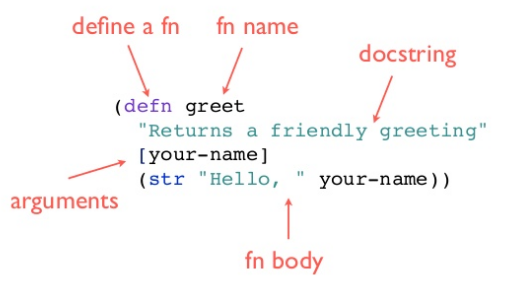 define a fn fn name
docstring
(defn greet
"Returns a friendly greeting"
[your-name]
(str "Hello, " your-name))
arguments
fn body